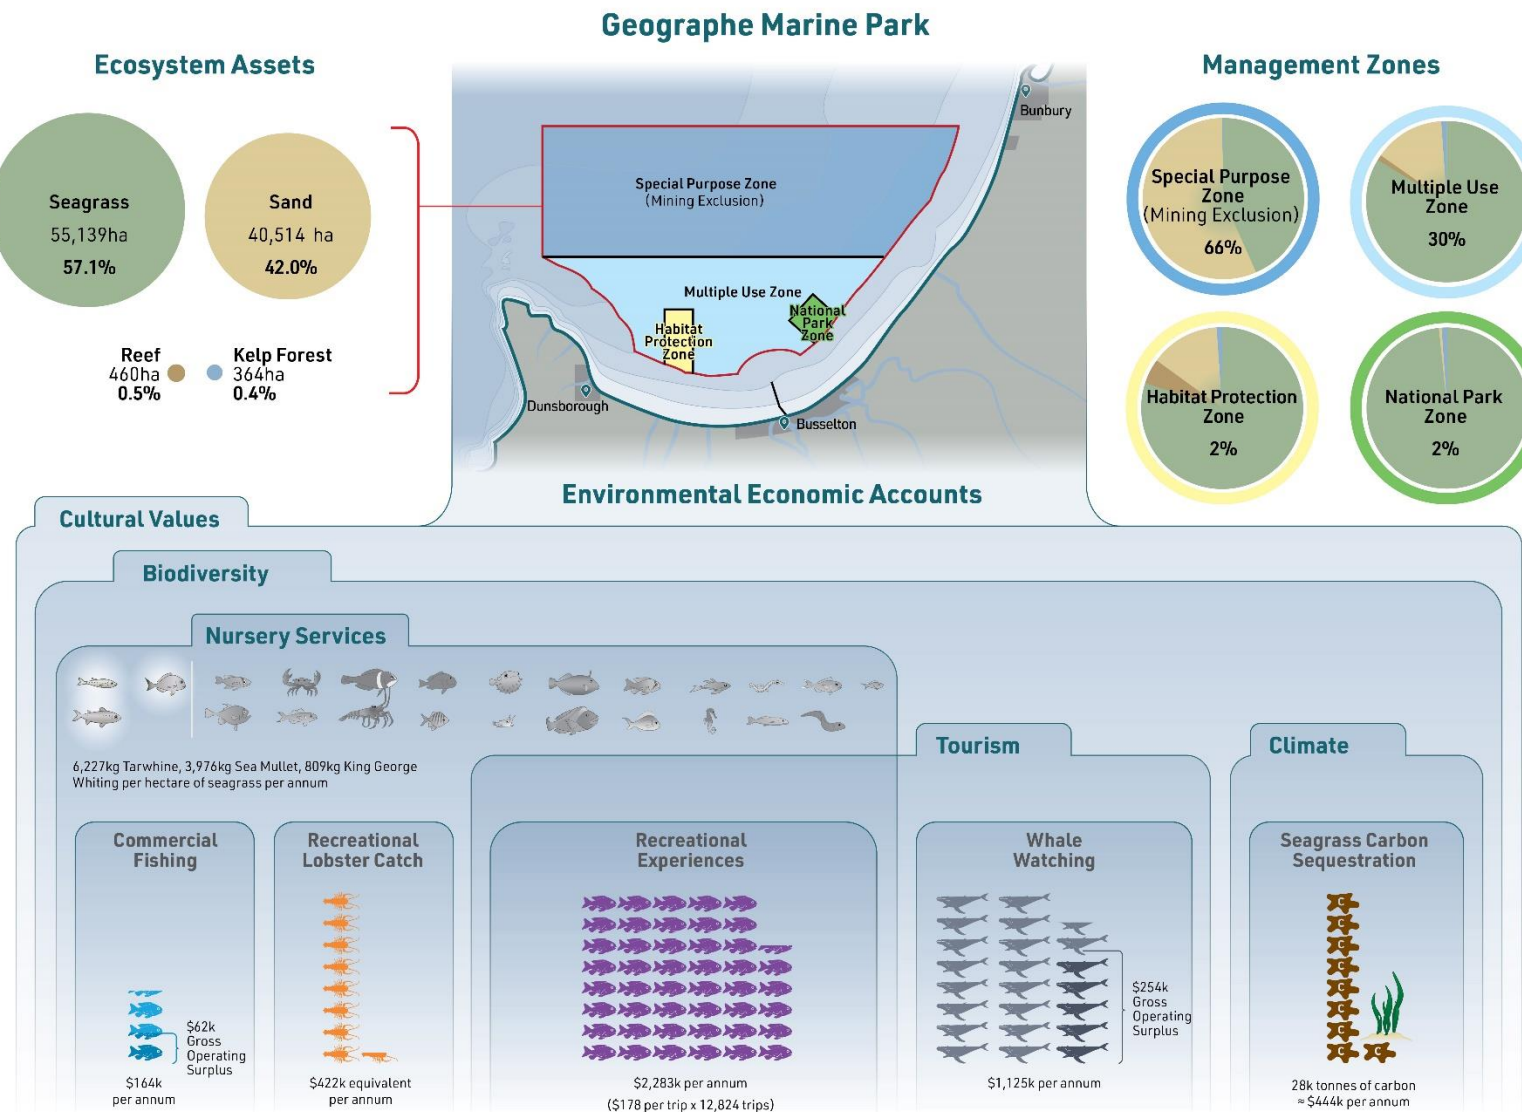 Geographe Marine Park
Ecosystem Assets
Seagrass
55,139ha
57.1%
Sand
40,514 ha
42.0%
Reef
460ha
0.5%
Kelp Forest
364ha
0.4%
Special Purpose Zone
(Mining Exclusion)
Multiple Use Zone
Habitat
Protection
Zone
National
Park
Zone
Bunbury
Dunsborough
Busselton
Management Zones
Special Purpose
Zone
(Mining Exclusion)
66%
Multiple Use
Zone
30%
Habitat Protection
Zone
2%
National Park
Zone
2%
Environmental Economic Accounts
Cultural Values
Biodiversity
Nursery Services
6,227kg Tarwhine, 3,976kg Sea Mullet, 809kg King George
Whiting per hectare of seagrass per annum
Tourism
Climate
Commercial
Fishing
$62k
Gross
Operating
Surplus
$164k
per annum
Recreational
Lobster Catch
$422k equivalent
per annum
Recreational
Experiences
$2,283k per annum
($178 per trip x 12,824 trips)
Whale
Watching
$254k
Gross
Operating
Surplus
$1,125k per annum
Seagrass Carbon
Sequestration
C
C
C
C
C
C
C
C
C
28k tonnes of carbon
≈ $444k per annum